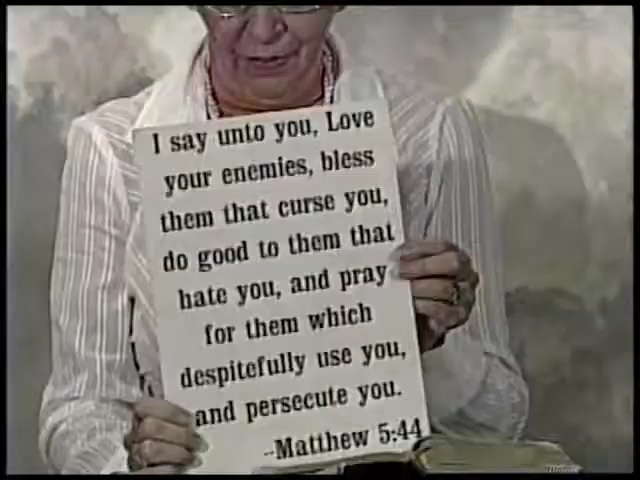 I say unto you, Love
your enemies, bless
them that curse you,
do good to them that
hate you, and pray
for them which
despitefully use you,
and persecute you.
--Matthew 5:44